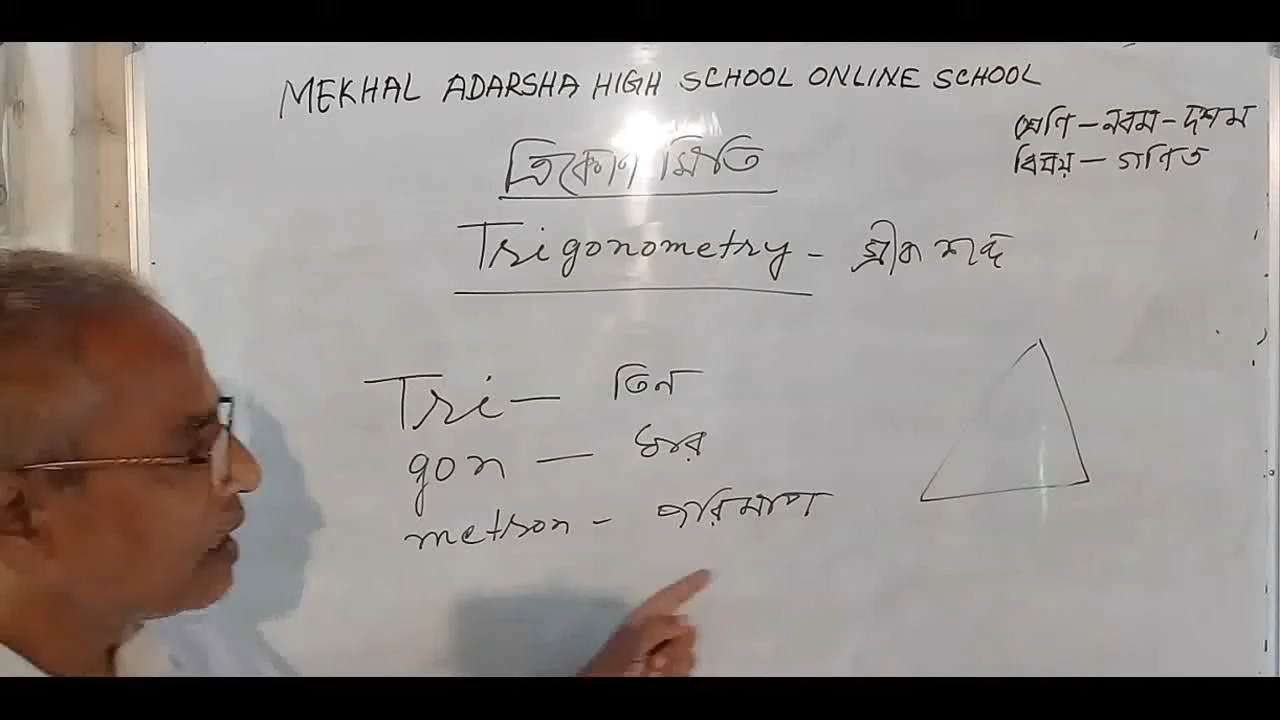 MEKHAL ADARSHA HIGH SCHOOL ONLINE SCHOOL
শ্রেণি - নবম - দশম
বিষয় - গণিত
ত্রিকোণমিতি
Trigonometry - গ্রীক শব্দ
Tri - তিন
gon - ধার
metron - পরিমাপ